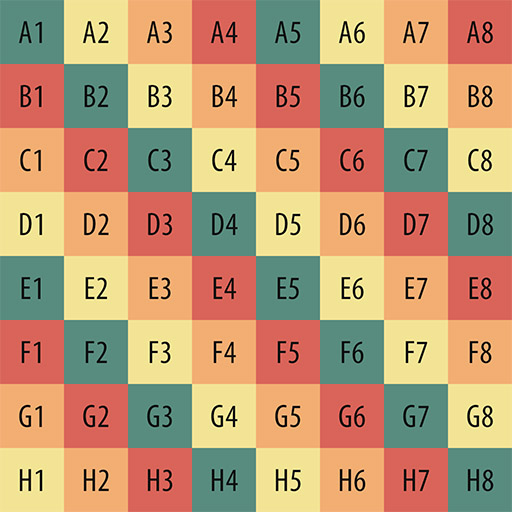 A1 A2 A3 A4 A5 A6 A7 A8
B1 B2 B3 B4 B5 B6 B7 B8
C1 C2 C3 C4 C5 C6 C7 C8
D1 D2 D3 D4 D5 D6 D7 D8
E1 E2 E3 E4 E5 E6 E7 E8
F1 F2 F3 F4 F5 F6 F7 F8
G1 G2 G3 G4 G5 G6 G7 G8
H1 H2 H3 H4 H5 H6 H7 H8